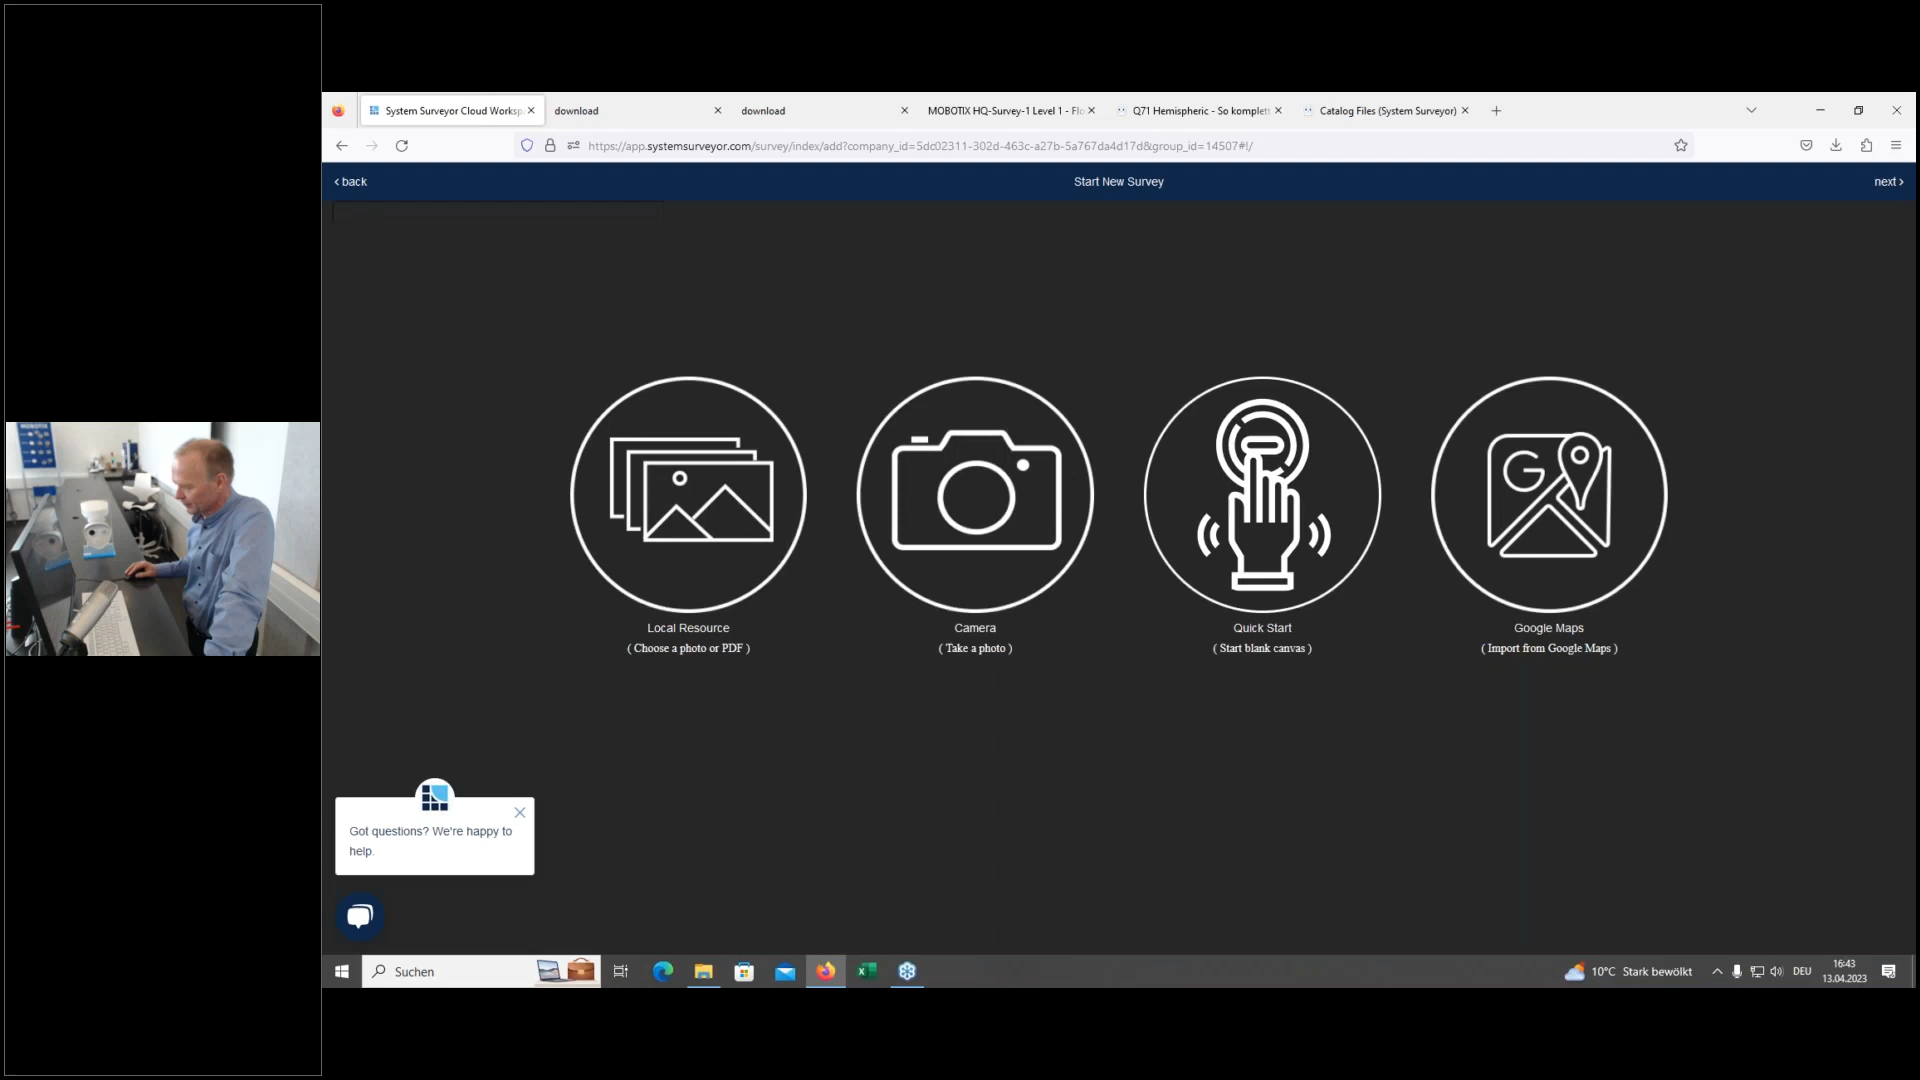 MOBOTIX
System Surveyor Cloud Worksp
download
download
MOBOTIX HQ-Survey-1 Level 1 - Flo
Q71 Hemispheric - So komplett
Catalog Files (System Surveyor)
https://app.systemsurveyor.com/survey/index/add?company_id=5dc02311-302d-463c-a27b-5a767da4d17d&group_id=14507#!/
back
Start New Survey
next
Local Resource
( Choose a photo or PDF )
Camera
( Take a photo )
Quick Start
( Start blank canvas )
Google Maps
( Import from Google Maps )
Got questions? We're happy to
help.
Suchen
10°C Stark bewölkt
DEU
16:43
13.04.2023